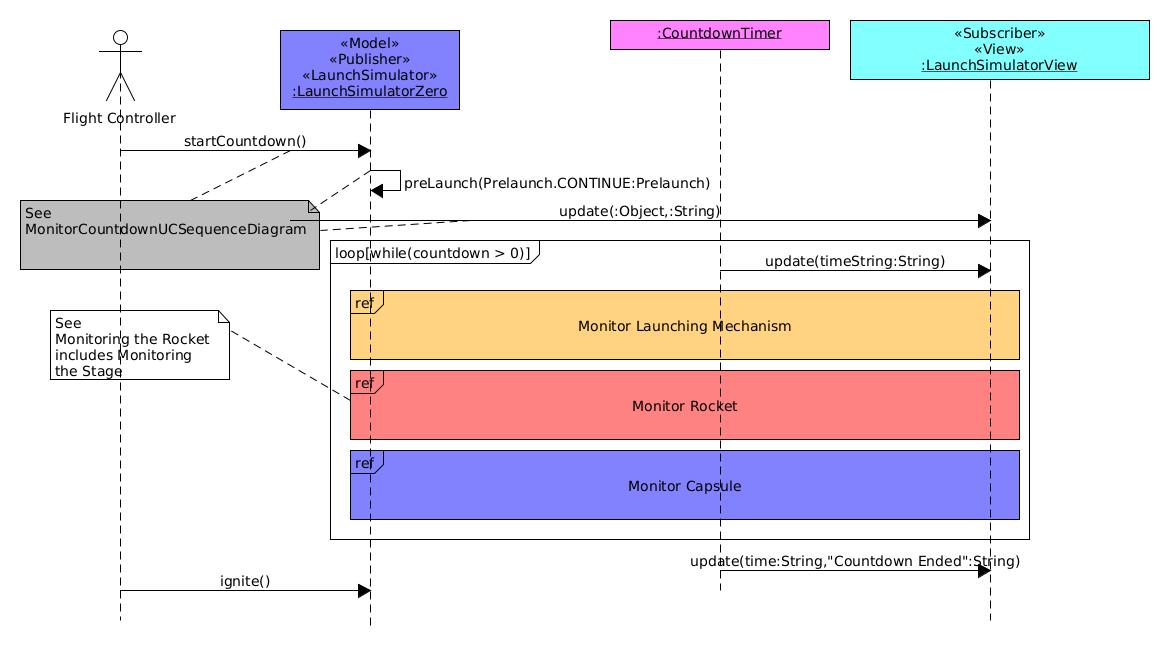 «Model»
«Publisher»
«LaunchSimulator»
:LaunchSimulatorZero
:CountdownTimer
«Subscriber»
«View»
:LaunchSimulatorView
Flight Controller
startCountdown()
preLaunch(Prelaunch.CONTINUE:Prelaunch)
See
MonitorCountdownUCSequenceDiagram
update(:Object,:String)
loop[while(countdown > 0)]
update(timeString:String)
ref
Monitor Launching Mechanism
See
Monitoring the Rocket
includes Monitoring
the Stage
ref
Monitor Rocket
ref
Monitor Capsule
update(time:String,"Countdown Ended":String)
ignite()